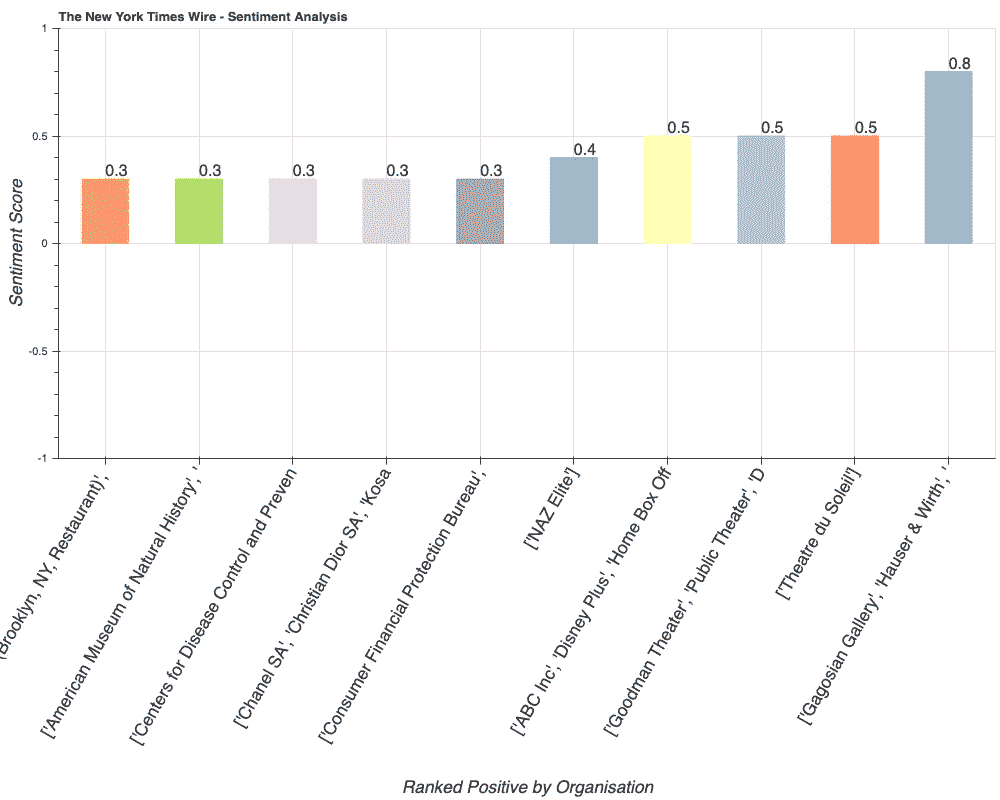 The New York Times Wire - Sentiment Analysis
1
0.5
0
-0.5
-1
Sentiment Score
0.3
0.3
0.3
0.3
0.3
0.4
0.5
0.5
0.5
0.8
Brooklyn, NY, Restaurant)',
['American Museum of Natural History', '
['Centers for Disease Control and Preven
['Chanel SA', 'Christian Dior SA', 'Kosa
['Consumer Financial Protection Bureau',
['NAZ Elite']
['ABC Inc', 'Disney Plus', 'Home Box Off
['Goodman Theater', 'Public Theater', 'D
['Theatre du Soleil']
['Gagosian Gallery', 'Hauser & Wirth', '
Ranked Positive by Organisation